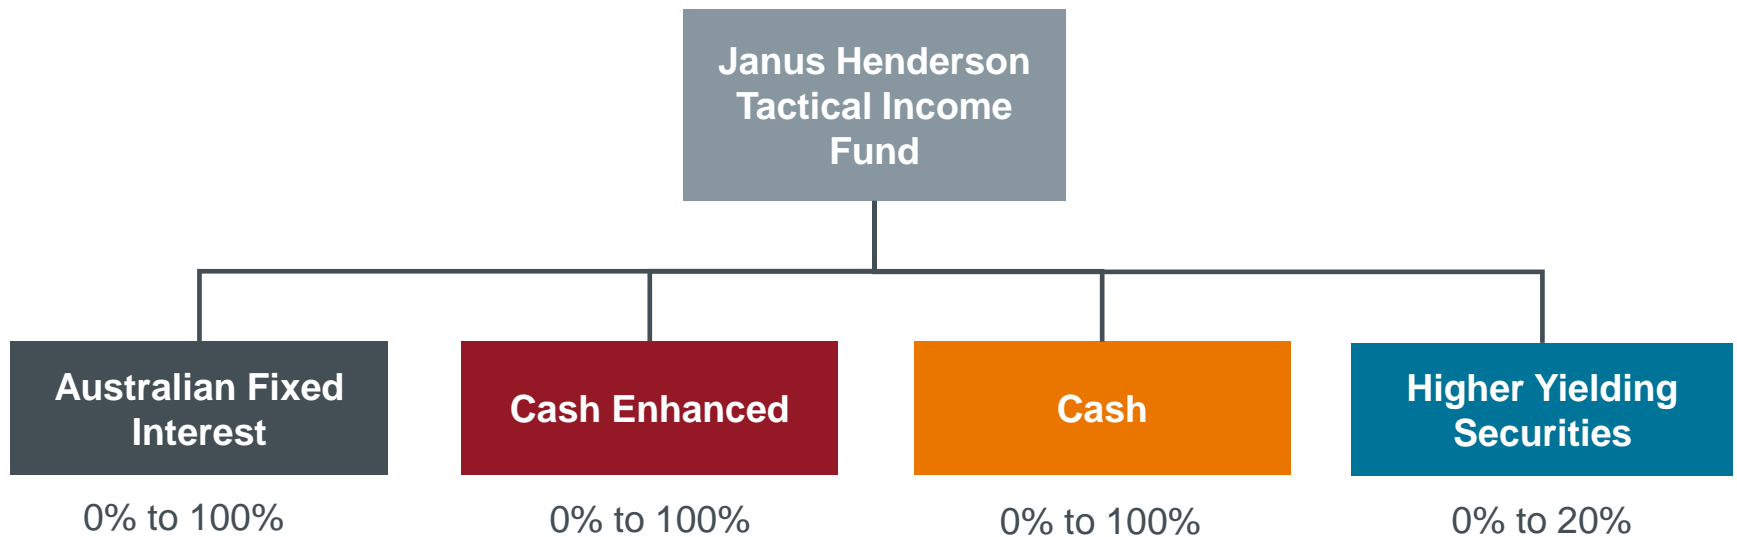 Janus Henderson
Tactical Income
Fund
Australian Fixed
Interest
Cash Enhanced
Cash
Higher Yielding
Securities
0% to 100%
0% to 100%
0% to 100%
0% to 20%